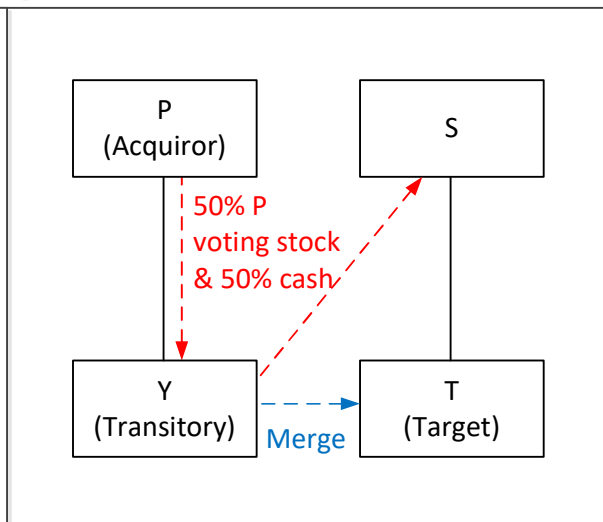 P
(Acquiror)
S
50% P
voting stock
& 50% cash
Y
(Transitory)
Merge
T
(Target)